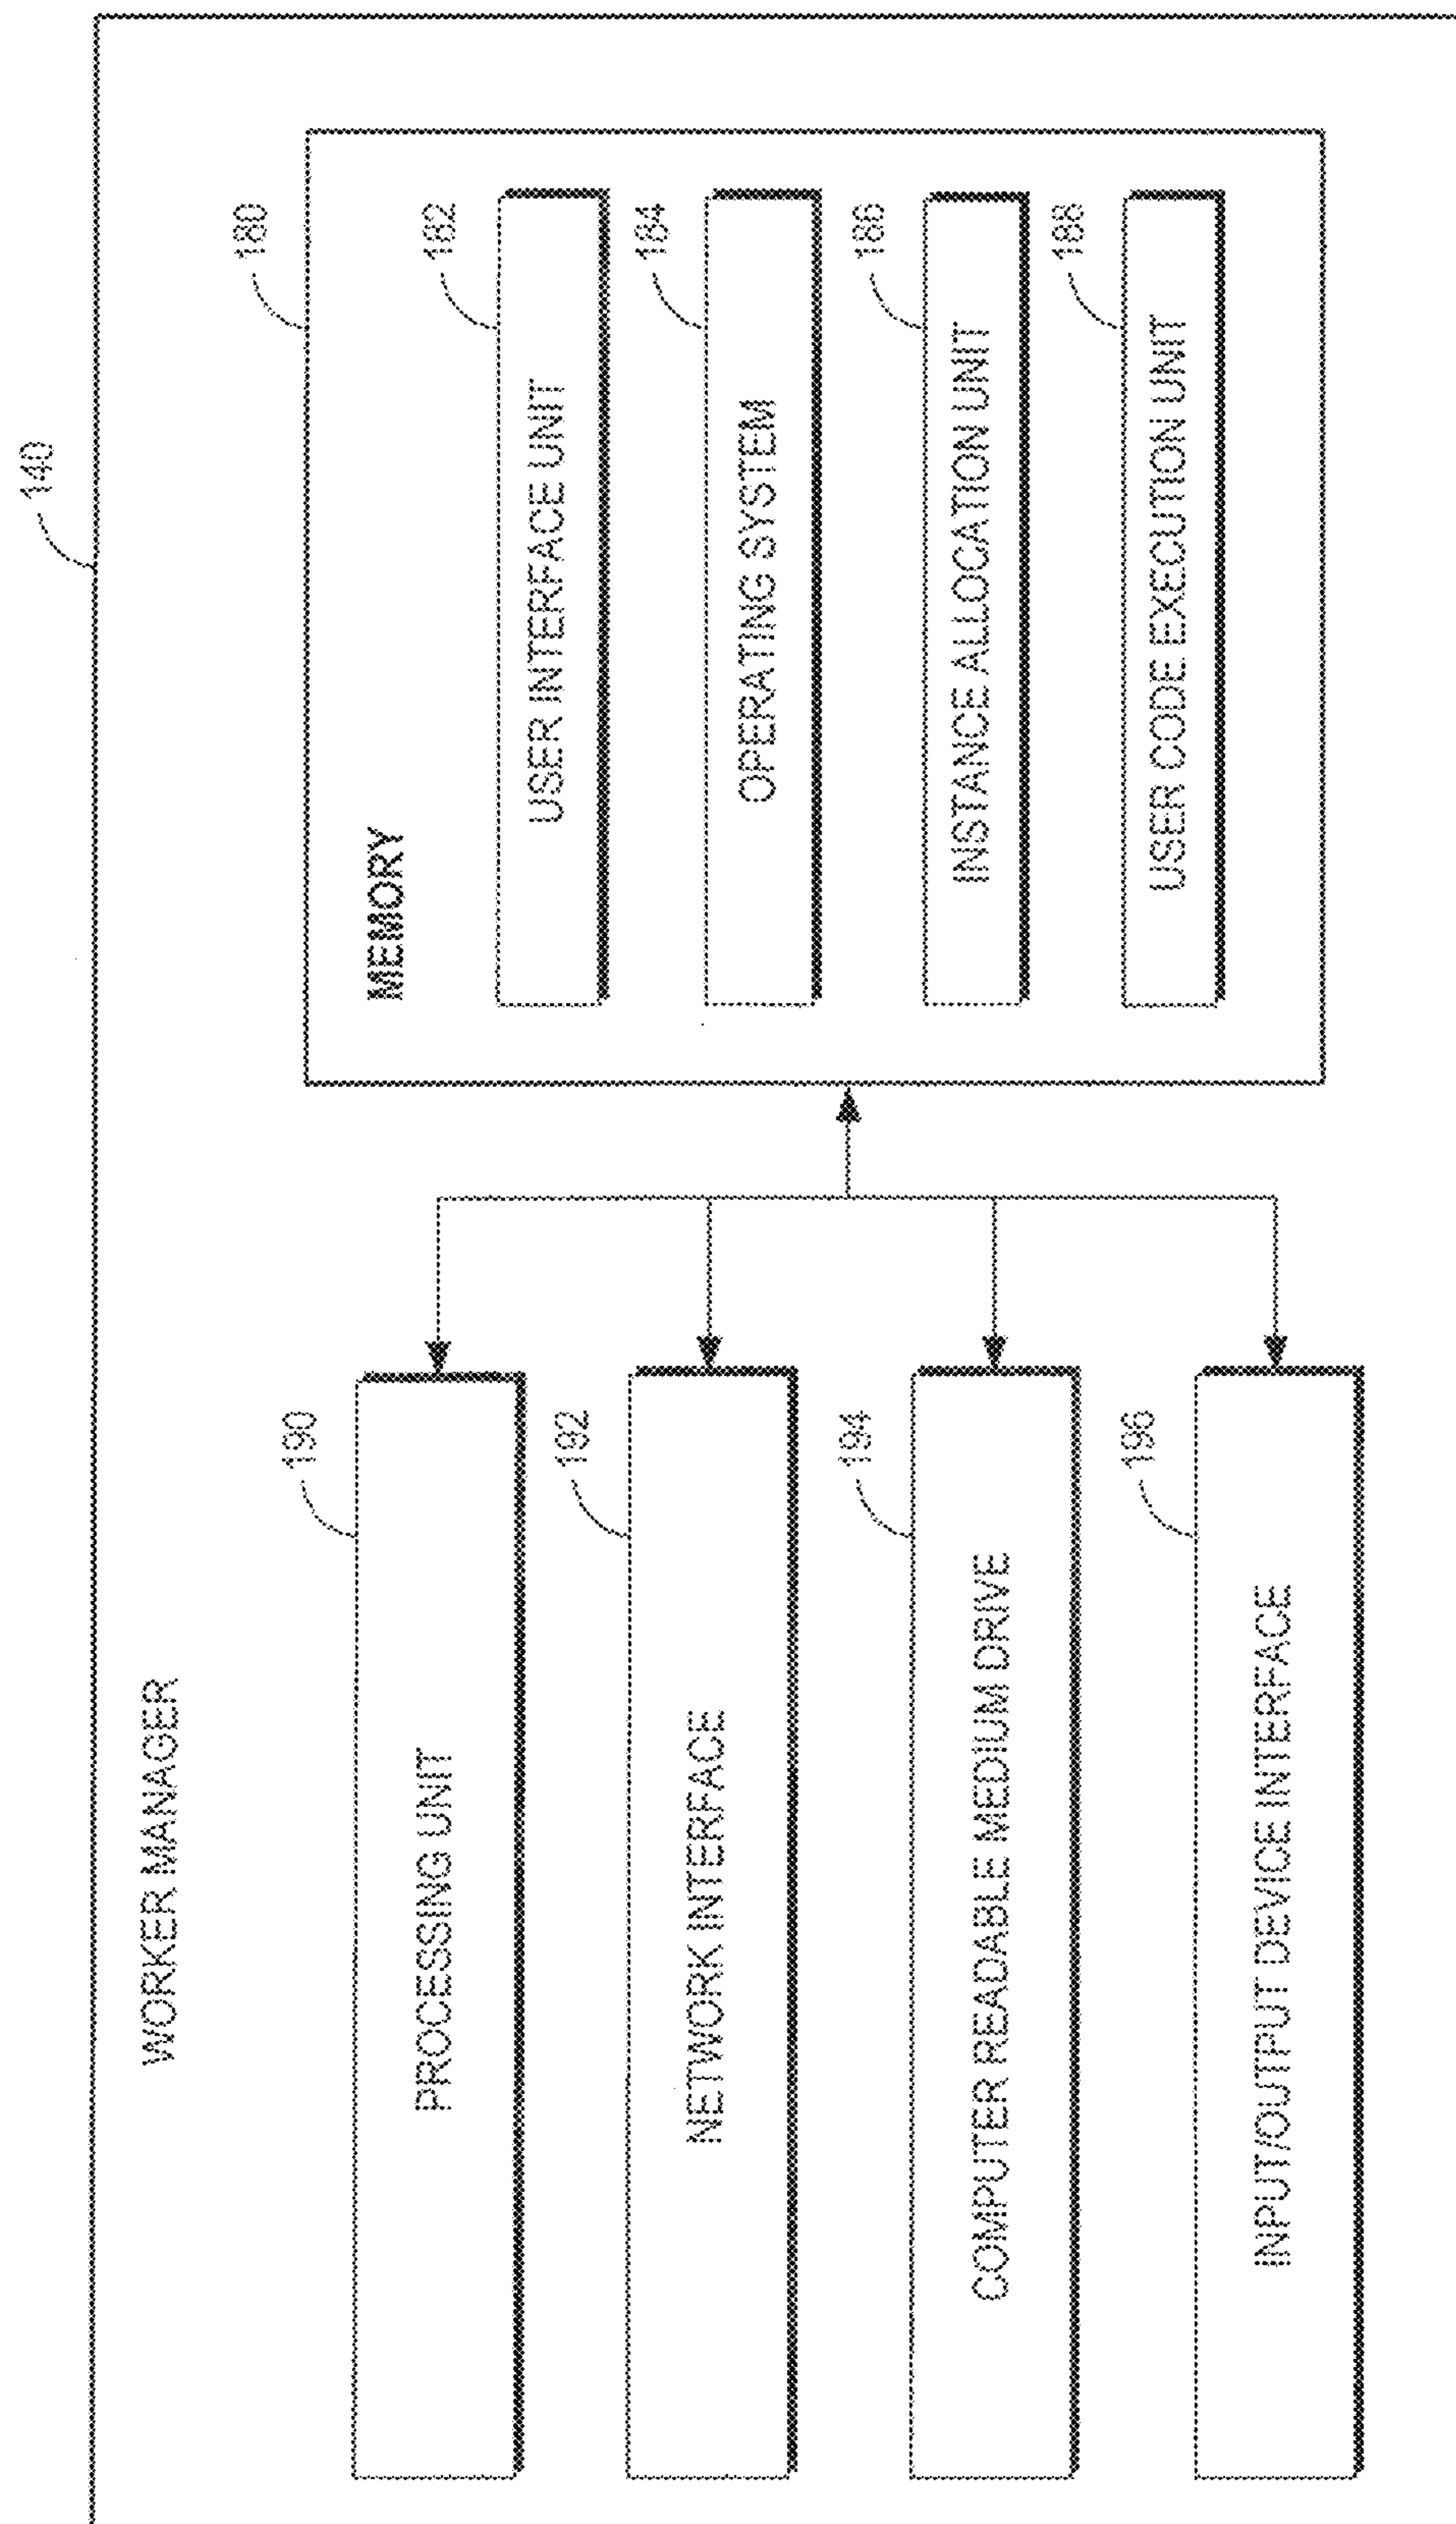 140
WORKER MANAGER
190
PROCESSING UNIT
192
NETWORK INTERFACE
194
COMPUTER READABLE MEDIUM DRIVE
196
INPUT/OUTPUT DEVICE INTERFACE
180
MEMORY
182
USER INTERFACE UNIT
184
OPERATING SYSTEM
186
INSTANCE ALLOCATION UNIT
188
USER CODE EXECUTION UNIT